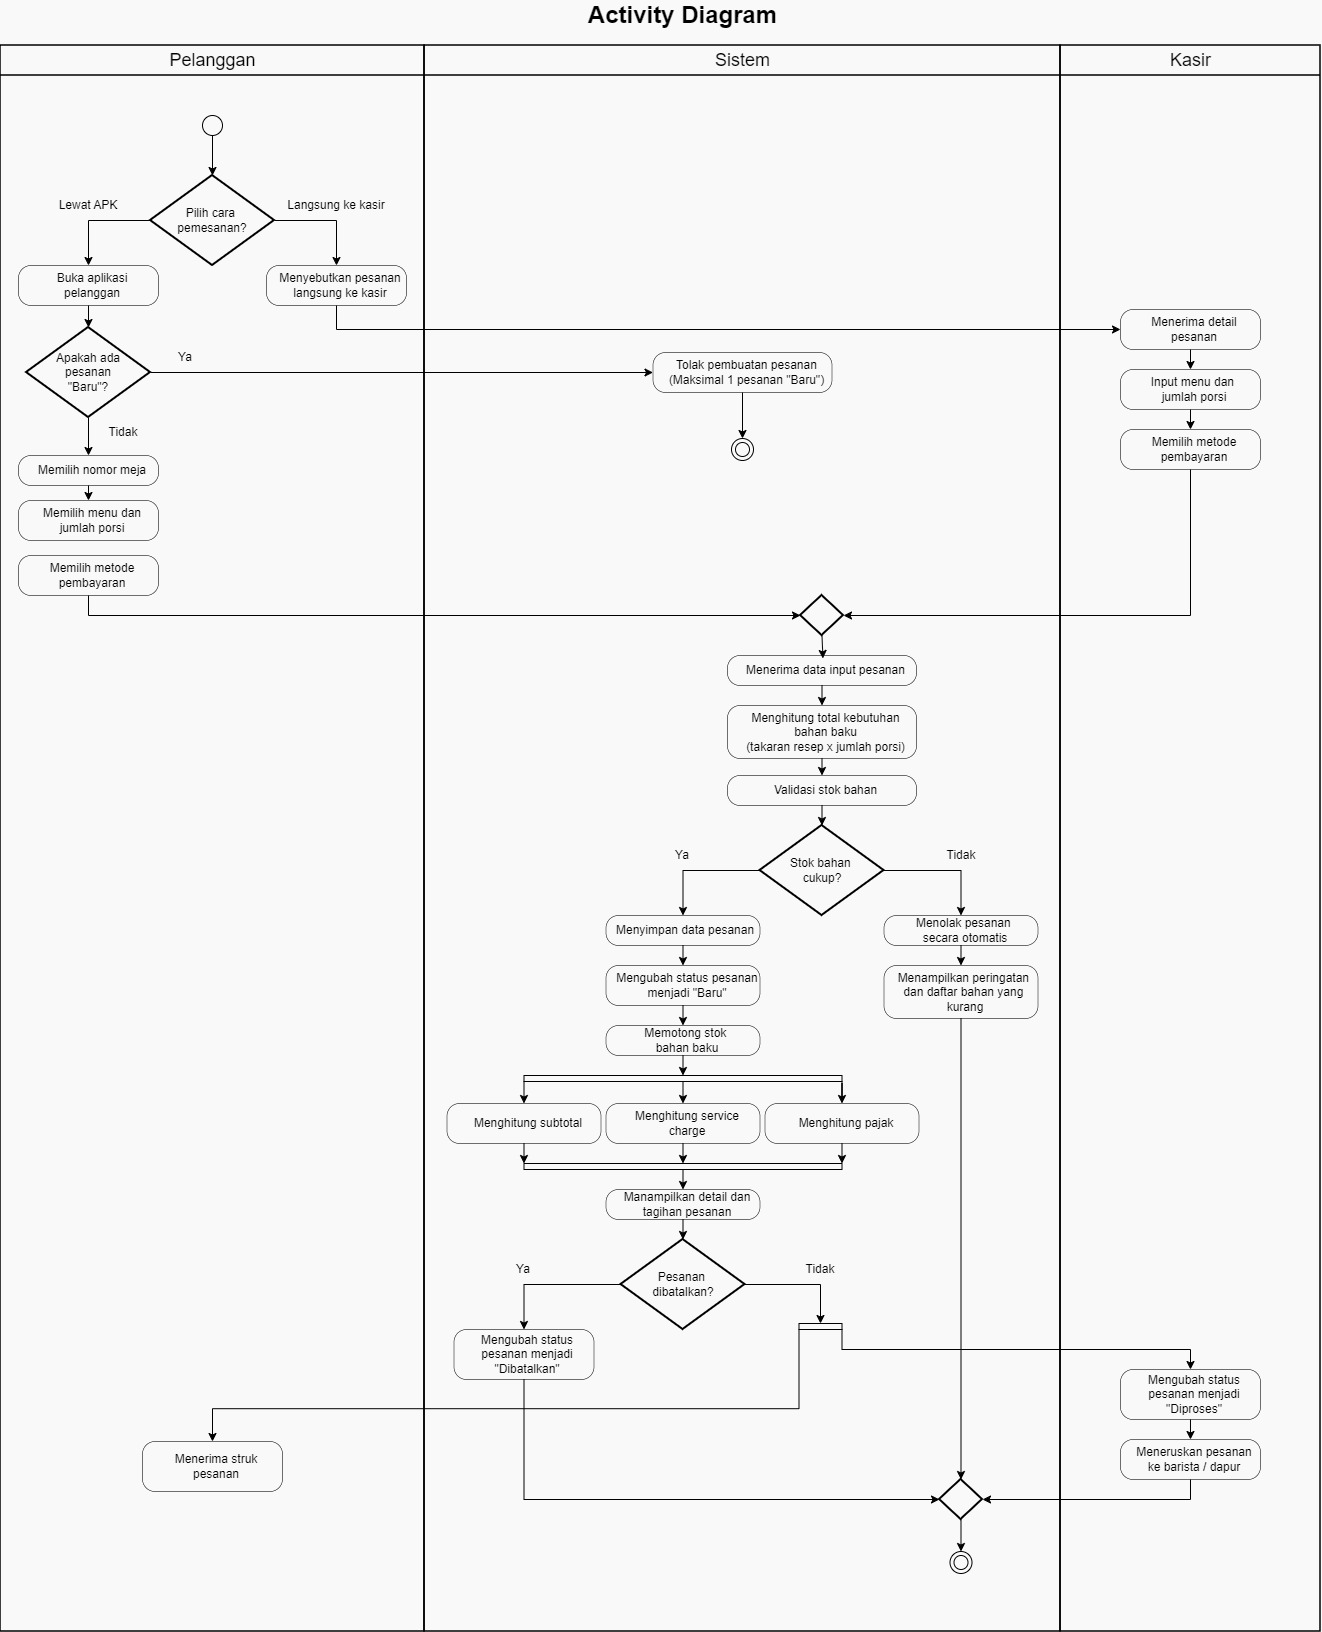 Activity Diagram
Pelanggan
Sistem
Kasir
Lewat APK
Pilih cara
pemesanan?
Langsung ke kasir
Buka aplikasi
pelanggan
Menyebutkan pesanan
langsung ke kasir
Menerima detail
pesanan
Apakah ada
pesanan
"Baru"?
Ya
Tolak pembuatan pesanan
(Maksimal 1 pesanan "Baru")
Input menu dan
jumlah porsi
Tidak
Memilih metode
pembayaran
Memilih nomor meja
Memilih menu dan
jumlah porsi
Memilih metode
pembayaran
Menerima data input pesanan
Menghitung total kebutuhan
bahan baku
(takaran resep x jumlah porsi)
Validasi stok bahan
Ya
Stok bahan
cukup?
Tidak
Menyimpan data pesanan
Menolak pesanan
secara otomatis
Mengubah status pesanan
menjadi "Baru"
Menampilkan peringatan
dan daftar bahan yang
kurang
Memotong stok
bahan baku
Menghitung subtotal
Menghitung service
charge
Menghitung pajak
Manampilkan detail dan
tagihan pesanan
Ya
Pesanan
dibatalkan?
Tidak
Mengubah status
pesanan menjadi
"Dibatalkan"
Mengubah status
pesanan menjadi
"Diproses"
Menerima struk
pesanan
Meneruskan pesanan
ke barista / dapur